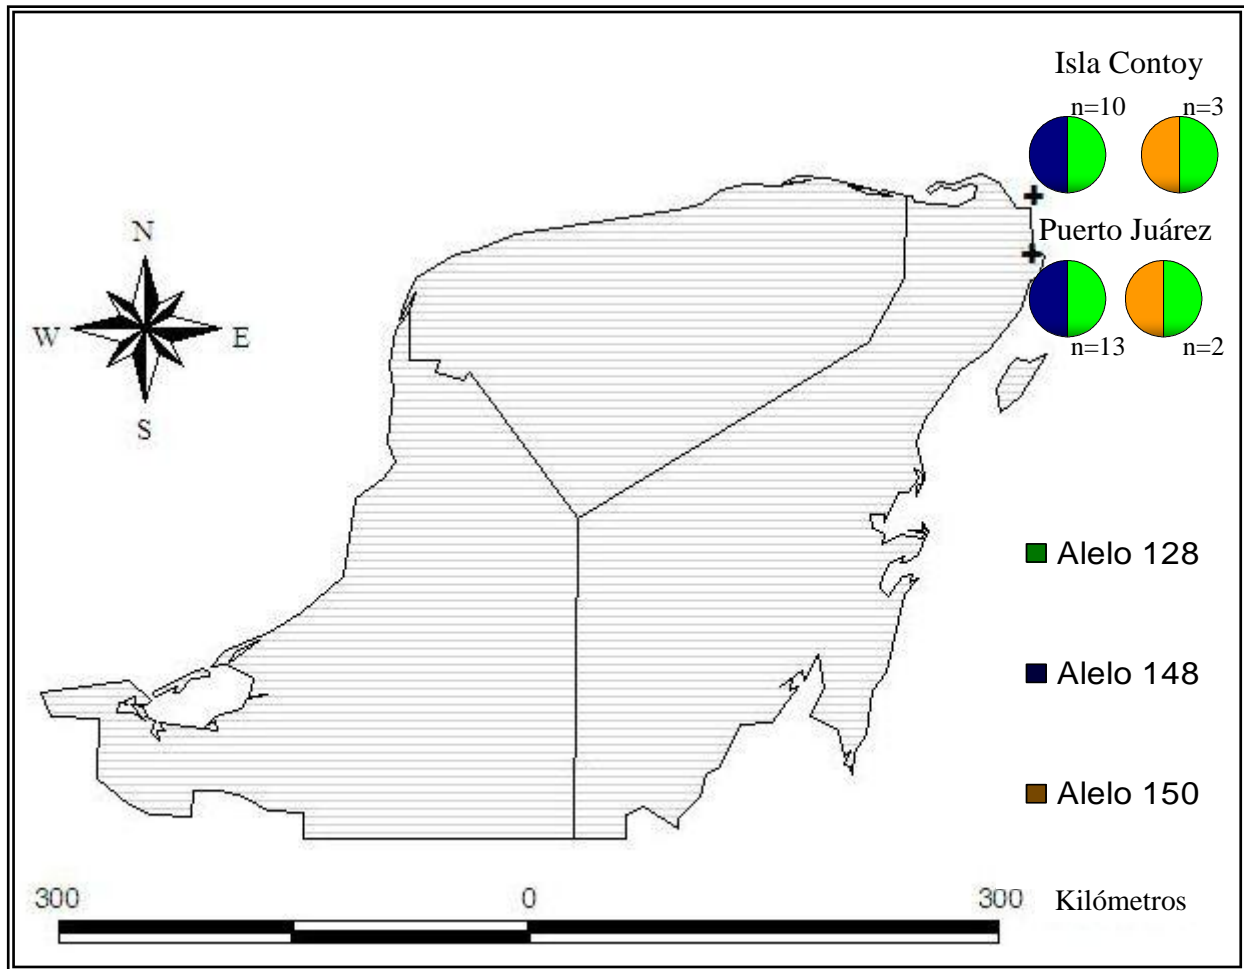 Isla Contoy
n=10 n=3
Puerto Juárez
n=13 n=2
N
W E
S
Alelo 128
Alelo 148
Alelo 150
300 0 300 Kilómetros